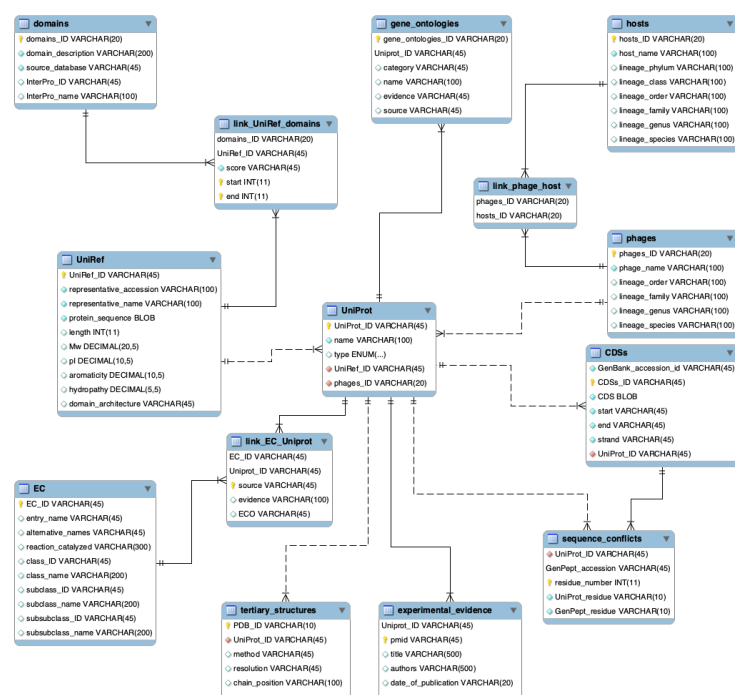 domains
domains_ID VARCHAR(20)
domain_description VARCHAR(200)
source_database VARCHAR(45)
InterPro_ID VARCHAR(45)
InterPro_name VARCHAR(100)
gene_ontologies
gene_ontologies_ID VARCHAR(20)
Uniprot_ID VARCHAR(45)
category VARCHAR(45)
name VARCHAR(100)
evidence VARCHAR(45)
source VARCHAR(45)
hosts
hosts_ID VARCHAR(20)
host_name VARCHAR(100)
lineage_phylum VARCHAR(100)
lineage_class VARCHAR(100)
lineage_order VARCHAR(100)
lineage_family VARCHAR(100)
lineage_genus VARCHAR(100)
lineage_species VARCHAR(100)
link_UniRef_domains
domains_ID VARCHAR(20)
UniRef_ID VARCHAR(45)
score VARCHAR(45)
start INT(11)
end INT(11)
link_phage_host
phages_ID VARCHAR(20)
hosts_ID VARCHAR(20)
phages
phages_ID VARCHAR(20)
phage_name VARCHAR(100)
lineage_order VARCHAR(100)
lineage_family VARCHAR(100)
lineage_genus VARCHAR(100)
lineage_species VARCHAR(100)
UniRef
UniRef_ID VARCHAR(45)
representative_accession VARCHAR(100)
representative_name VARCHAR(100)
protein_sequence BLOB
length INT(11)
Mw DECIMAL(20,5)
pI DECIMAL(10,5)
aromaticity DECIMAL(10,5)
hydropathy DECIMAL(5,5)
domain_architecture VARCHAR(45)
UniProt
UniProt_ID VARCHAR(45)
name VARCHAR(100)
type ENUM(...)
UniRef_ID VARCHAR(45)
phages_ID VARCHAR(20)
CDSs
GenBank_accession_id VARCHAR(45)
CDSs_ID VARCHAR(45)
CDS BLOB
start VARCHAR(45)
end VARCHAR(45)
strand VARCHAR(45)
UniProt_ID VARCHAR(45)
link_EC_Uniprot
EC_ID VARCHAR(45)
Uniprot_ID VARCHAR(45)
source VARCHAR(45)
evidence VARCHAR(100)
ECO VARCHAR(45)
EC
EC_ID VARCHAR(45)
entry_name VARCHAR(45)
alternative_names VARCHAR(45)
reaction_catalyzed VARCHAR(300)
class_ID VARCHAR(45)
class_name VARCHAR(200)
subclass_ID VARCHAR(45)
subclass_name VARCHAR(200)
subsubclass_ID VARCHAR(45)
subsubclass_name VARCHAR(200)
sequence_conflicts
UniProt_ID VARCHAR(45)
GenPept_accession VARCHAR(45)
residue_number INT(11)
UniProt_residue VARCHAR(10)
GenPept_residue VARCHAR(10)
tertiary_structures
PDB_ID VARCHAR(10)
UniProt_ID VARCHAR(45)
method VARCHAR(45)
resolution VARCHAR(45)
chain_position VARCHAR(100)
experimental_evidence
Uniprot_ID VARCHAR(45)
pmid VARCHAR(45)
title VARCHAR(500)
authors VARCHAR(500)
date_of_publication VARCHAR(20)